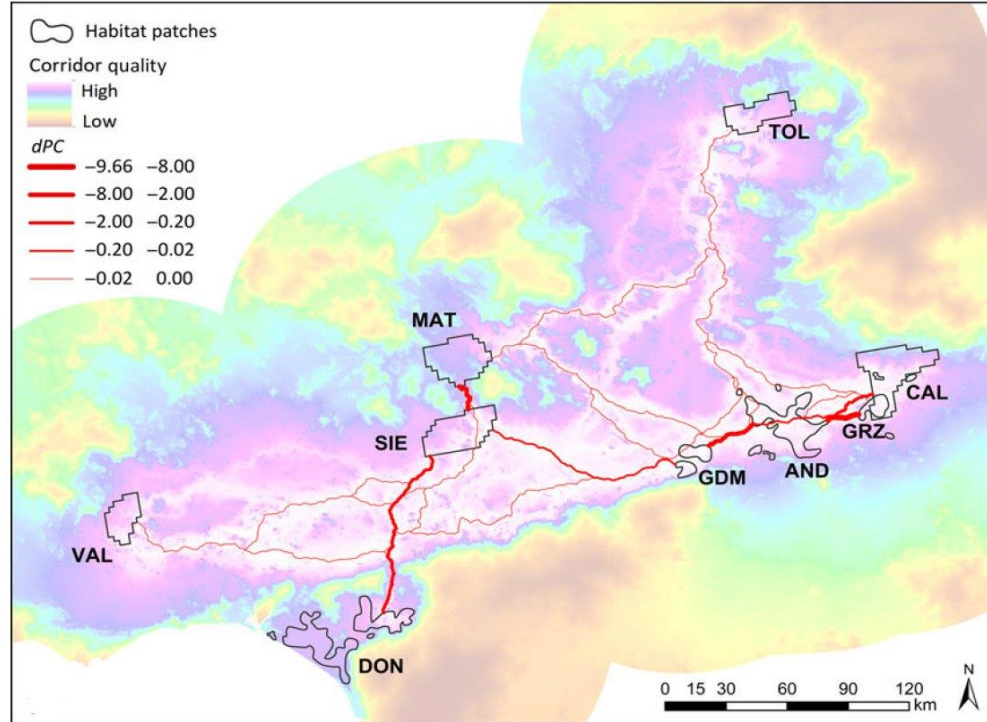 Habitat patches
Corridor quality
High
Low
dPC
−9.66 −8.00
−8.00 −2.00
−2.00 −0.20
−0.20 −0.02
−0.02 0.00
TOL
MAT
CAL
SIE
GRZ
AND
GDM
VAL
DON
N
0 15 30 60 90 120
km